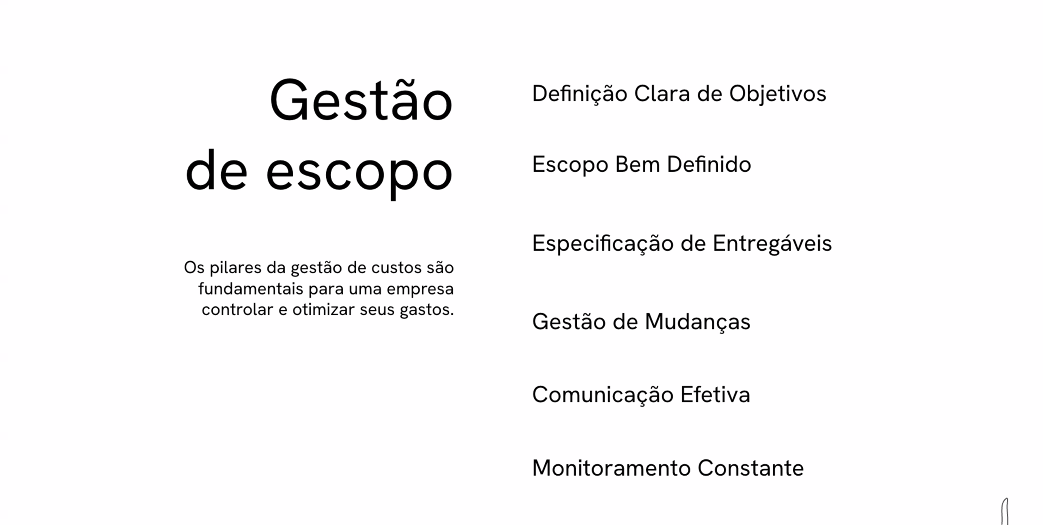 Gestão
de escopo
Os pilares da gestão de custos são
fundamentais para uma empresa
controlar e otimizar seus gastos.
Definição Clara de Objetivos
Escopo Bem Definido
Especificação de Entregáveis
Gestão de Mudanças
Comunicação Efetiva
Monitoramento Constante